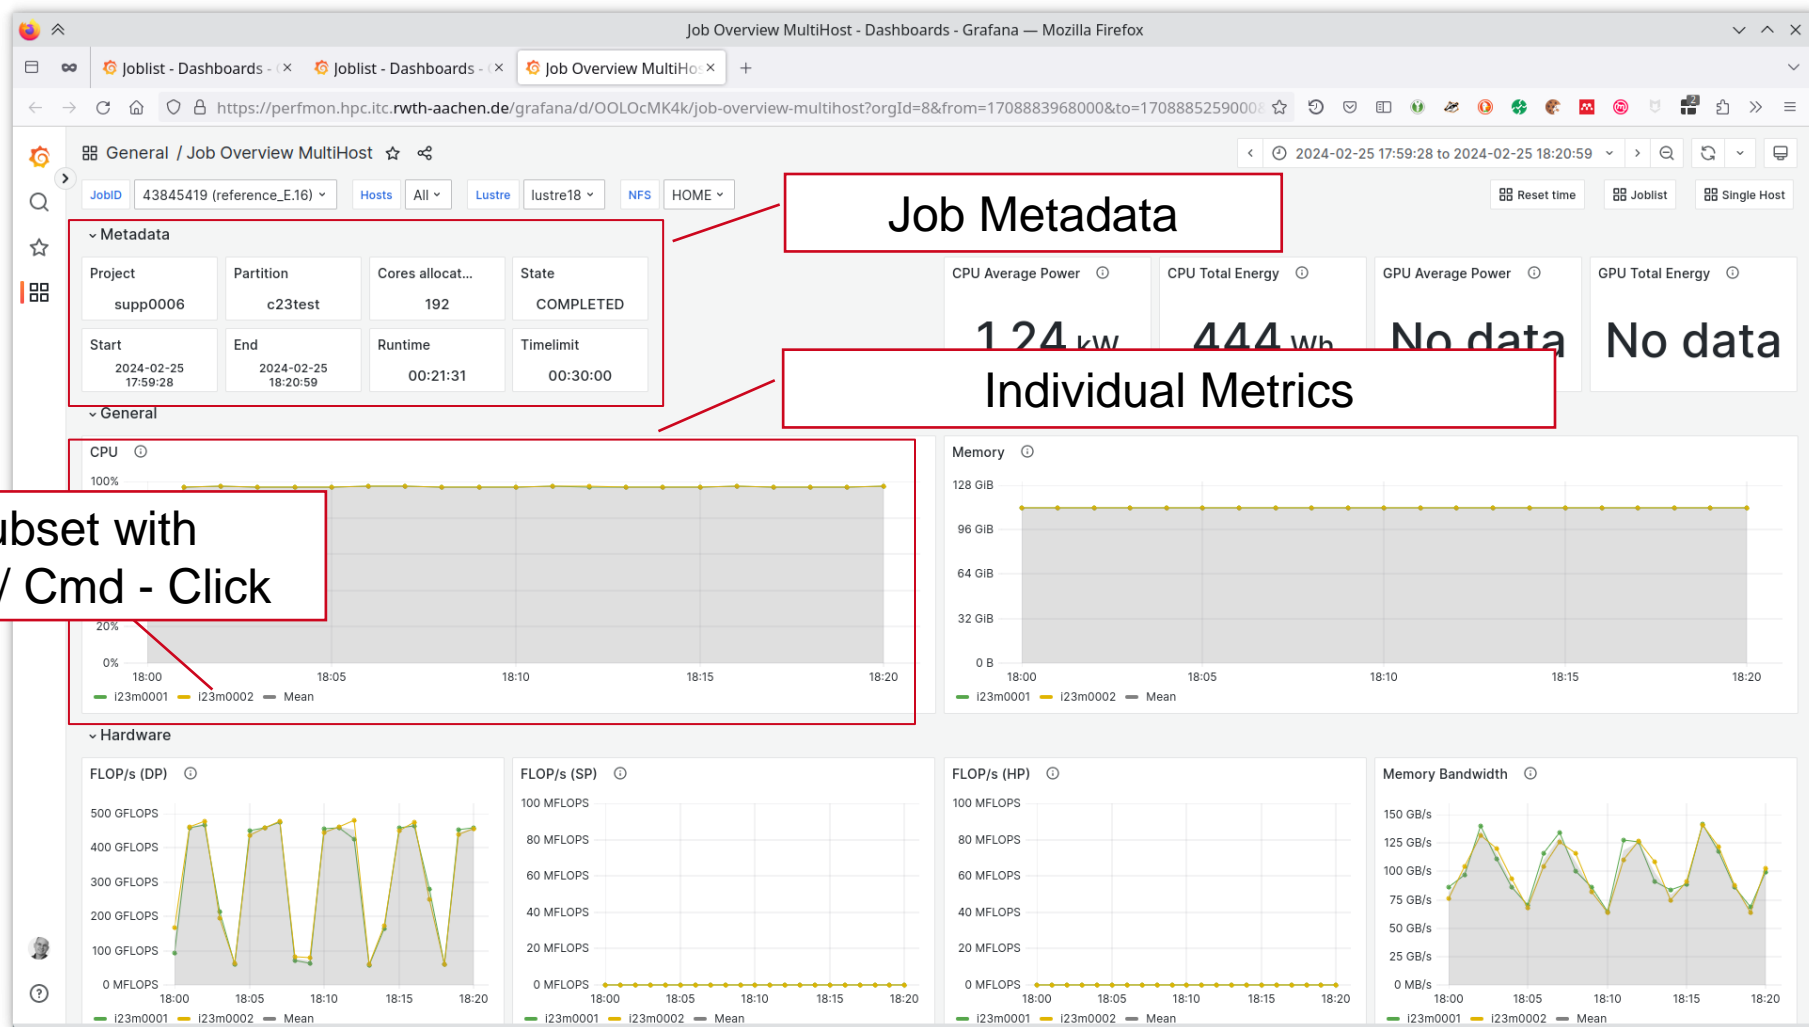 Job Overview MultiHost - Dashboards - Grafana — Mozilla Firefox
Joblist - Dashboards - Joblist - Dashboards - Job Overview MultiHo
https://perfmon.hpc.itc.rwth-aachen.de/grafana/d/OOLOcMK4k/job-overview-multihost?orgId=8&from=1708883968000&to=1708885259000
2
General / Job Overview MultiHost
2024-02-25 17:59:28 to 2024-02-25 18:20:59
JobID 43845419 (reference_E.16) Hosts All Lustre lustre18 NFS HOME
Reset time Joblist Single Host
Job Metadata
Metadata
Project Partition Cores allocat... State
supp0006 c23test 192 COMPLETED
Start End Runtime Timelimit
2024-02-25 17:59:28
2024-02-25 18:20:59
00:21:31 00:30:00
CPU Average Power CPU Total Energy GPU Average Power GPU Total Energy
1.24 kW 444 Wh No data No data
Individual Metrics
General
CPU
100%
ubset with
/ Cmd - Click
20%
0%
18:00 18:05 18:10 18:15 18:20
i23m0001 i23m0002 Mean
Memory
128 GiB
96 GiB
64 GiB
32 GiB
0 B
18:00 18:05 18:10 18:15 18:20
i23m0001 i23m0002 Mean
Hardware
FLOP/s (DP)
500 GFLOPS
400 GFLOPS
300 GFLOPS
200 GFLOPS
100 GFLOPS
0 MFLOPS
18:00 18:05 18:10 18:15 18:20
i23m0001 i23m0002 Mean
FLOP/s (SP)
100 MFLOPS
80 MFLOPS
60 MFLOPS
40 MFLOPS
20 MFLOPS
0 MFLOPS
18:00 18:05 18:10 18:15 18:20
i23m0001 i23m0002 Mean
FLOP/s (HP)
100 MFLOPS
80 MFLOPS
60 MFLOPS
40 MFLOPS
20 MFLOPS
0 MFLOPS
18:00 18:05 18:10 18:15 18:20
i23m0001 i23m0002 Mean
Memory Bandwidth
150 GB/s
125 GB/s
100 GB/s
75 GB/s
50 GB/s
25 GB/s
0 MB/s
18:00 18:05 18:10 18:15 18:20
i23m0001 i23m0002 Mean